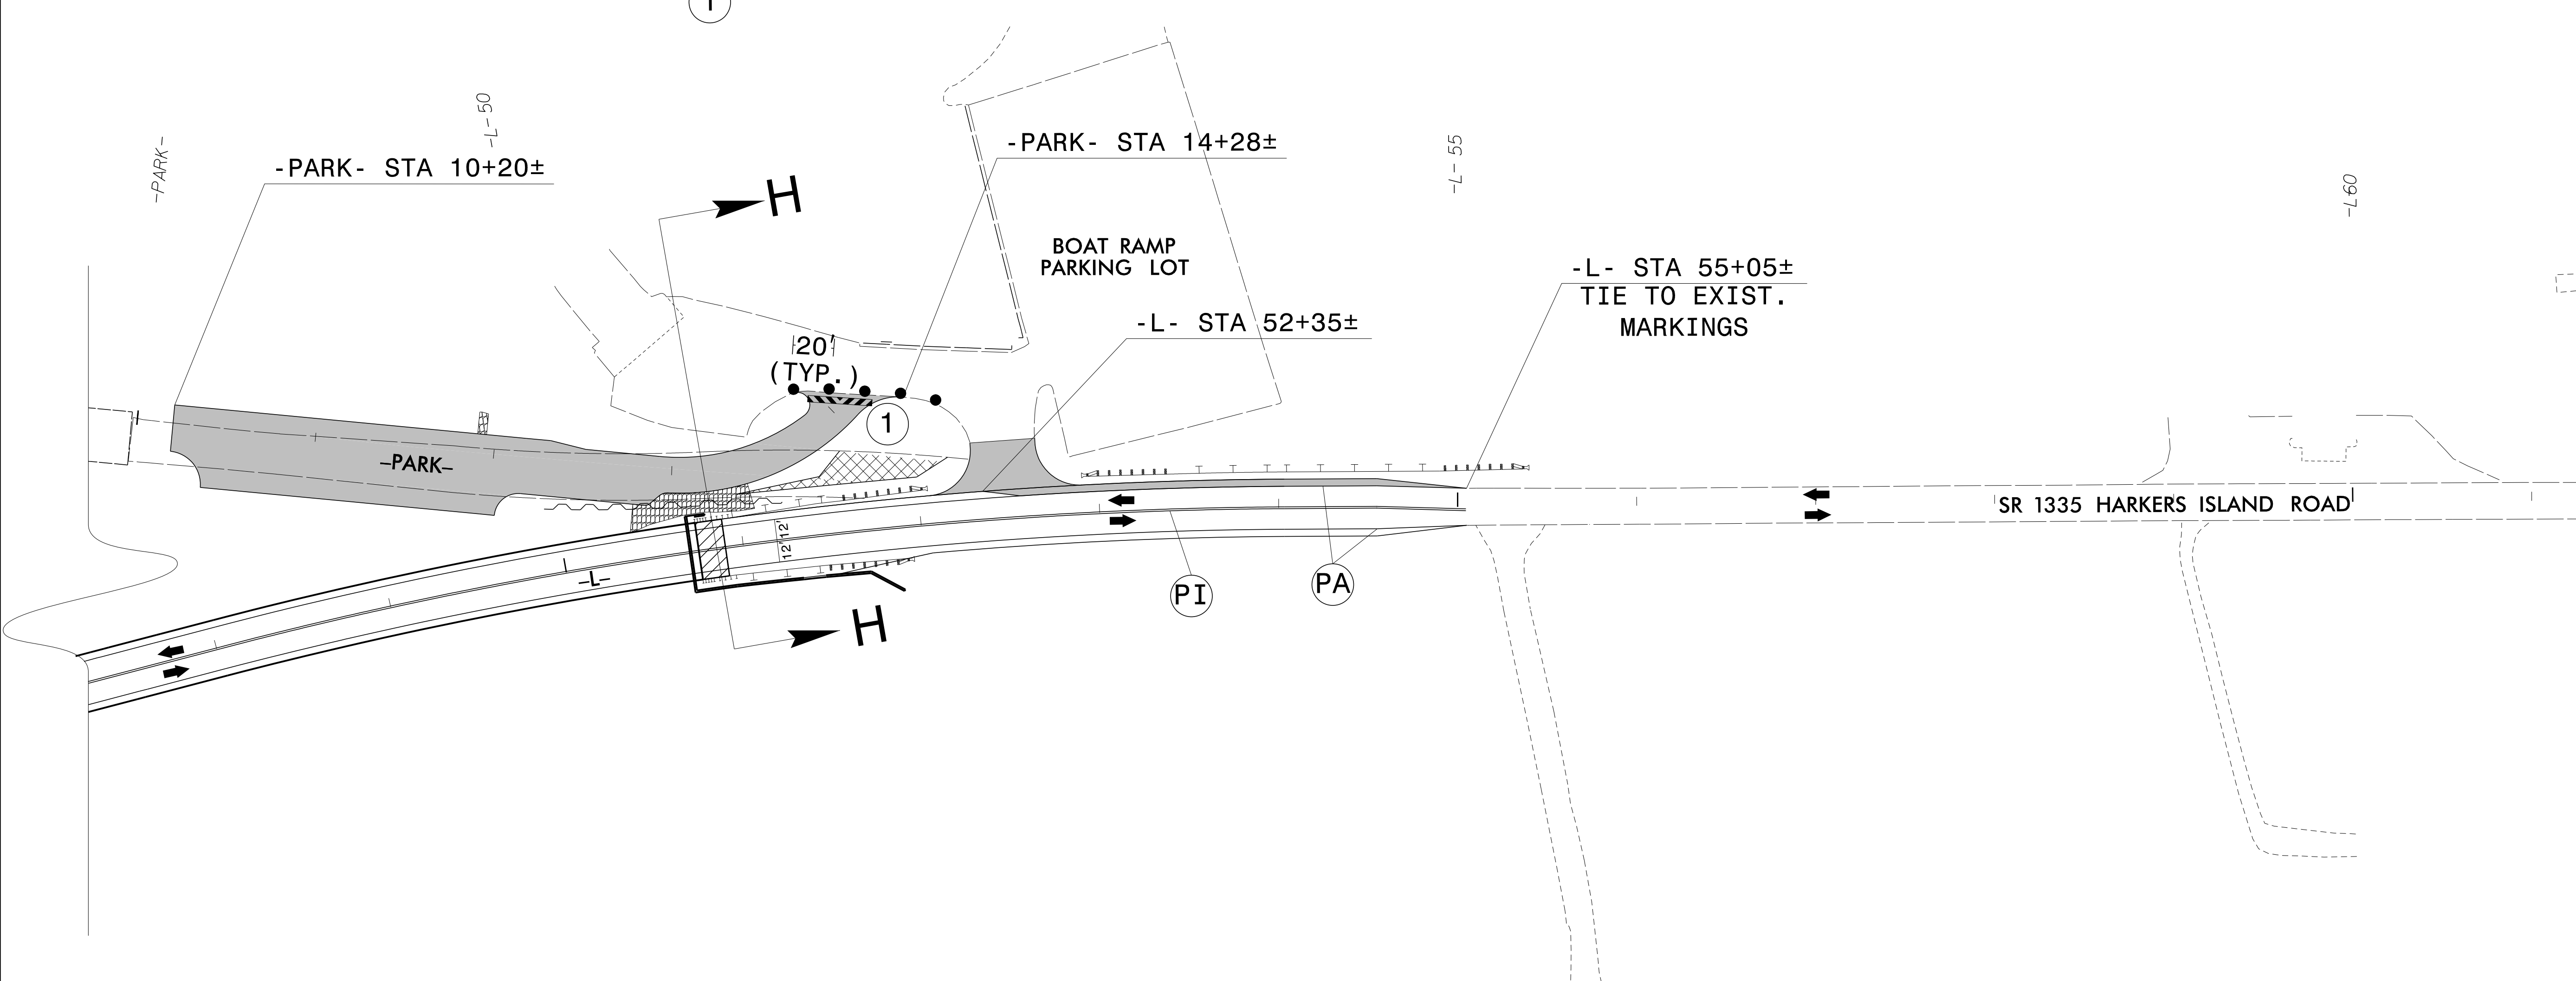 1
-L- 50
-PARK-
-PARK- STA 10+20±
-PARK- STA 14+28±
-L- 55
-L- 60
H
BOAT RAMP
PARKING LOT
-L- STA 55+05±
TIE TO EXIST.
MARKINGS
-L- STA 52+35±
20'
(TYP.)
1
-PARK-
SR 1335 HARKERS ISLAND ROAD
12' 12'
-L-
PI
PA
H